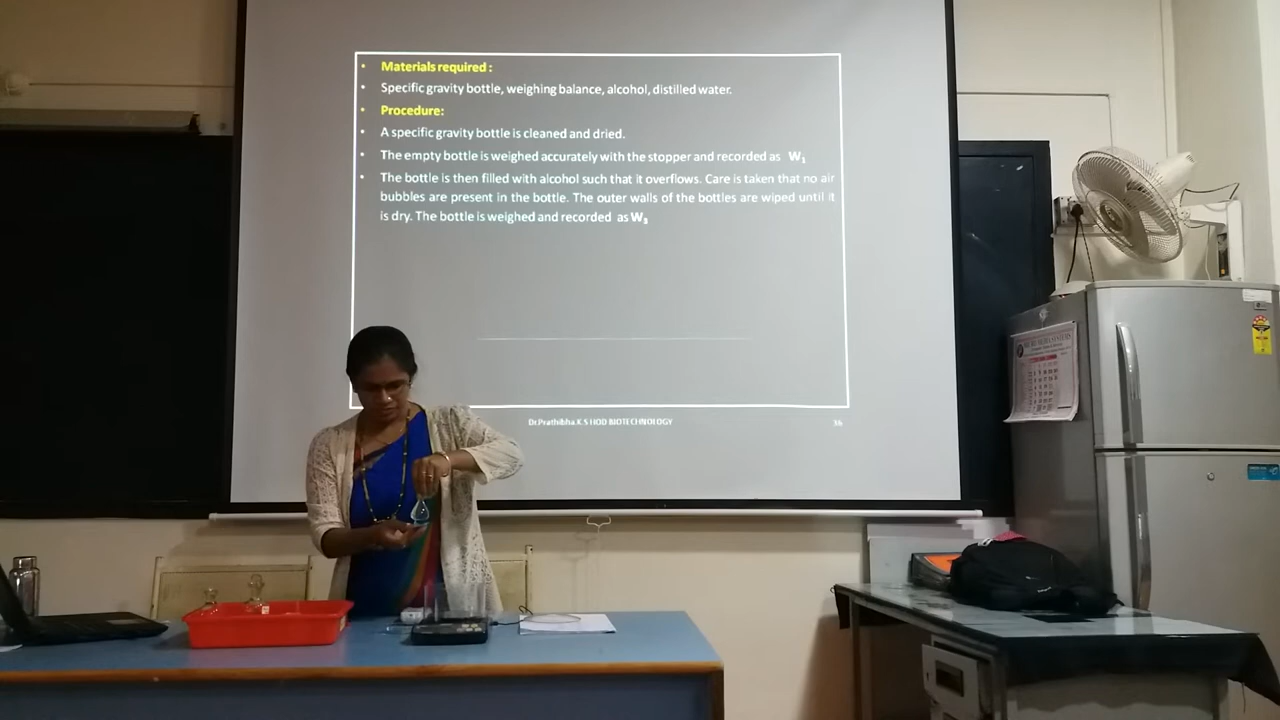 • Materials required :
• Specific gravity bottle, weighing balance, alcohol, distilled water.
• Procedure:
• A specific gravity bottle is cleaned and dried.
• The empty bottle is weighed accurately with the stopper and recorded as W₁
• The bottle is then filled with alcohol such that it overflows. Care is taken that no air
bubbles are present in the bottle. The outer walls of the bottles are wiped until it
is dry. The bottle is weighed and recorded as W₃
Dr.Prathibha.K.S HOD BIOTECHNOLOGY
36